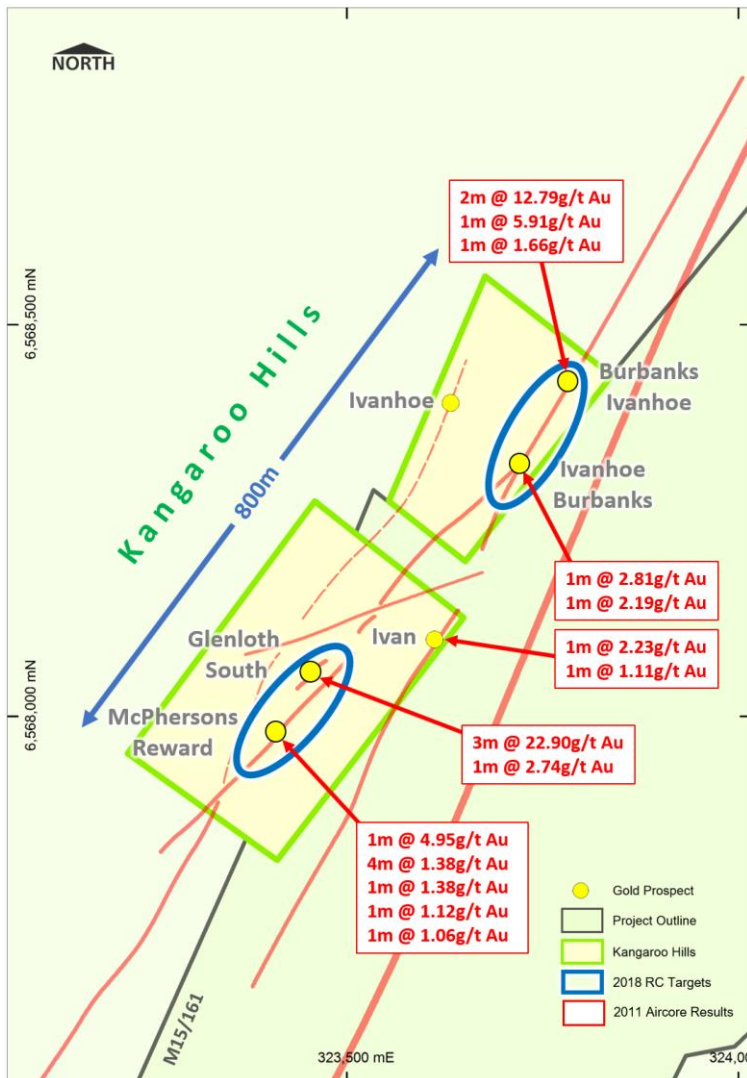 NORTH
2m @ 12.79g/t Au
1m @ 5.91g/t Au
1m @ 1.66g/t Au
6,568,500 mN
Kangaroo Hills
800m
Ivanhoe
Burbanks
Ivanhoe
Ivanhoe
Burbanks
1m @ 2.81g/t Au
1m @ 2.19g/t Au
Glenloth
South
Ivan
1m @ 2.23g/t Au
1m @ 1.11g/t Au
6,568,000 mN
McPhersons
Reward
3m @ 22.90g/t Au
1m @ 2.74g/t Au
1m @ 4.95g/t Au
4m @ 1.38g/t Au
1m @ 1.38g/t Au
1m @ 1.12g/t Au
1m @ 1.06g/t Au
Gold Prospect
Project Outline
Kangaroo Hills
2018 RC Targets
2011 Aircore Results
M15/161
323,500 mE
324,00